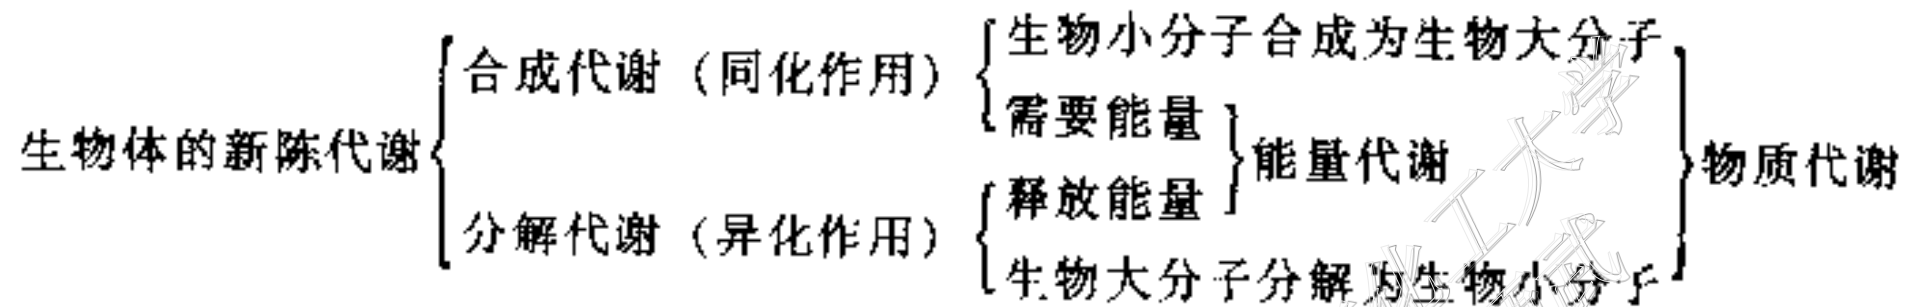 生物体的新陈代谢
合成代谢（同化作用）
生物小分子合成为生物大分子
需要能量
释放能量
能量代谢
分解代谢（异化作用）
生物大分子分解为生物小分子
物质代谢
工大学